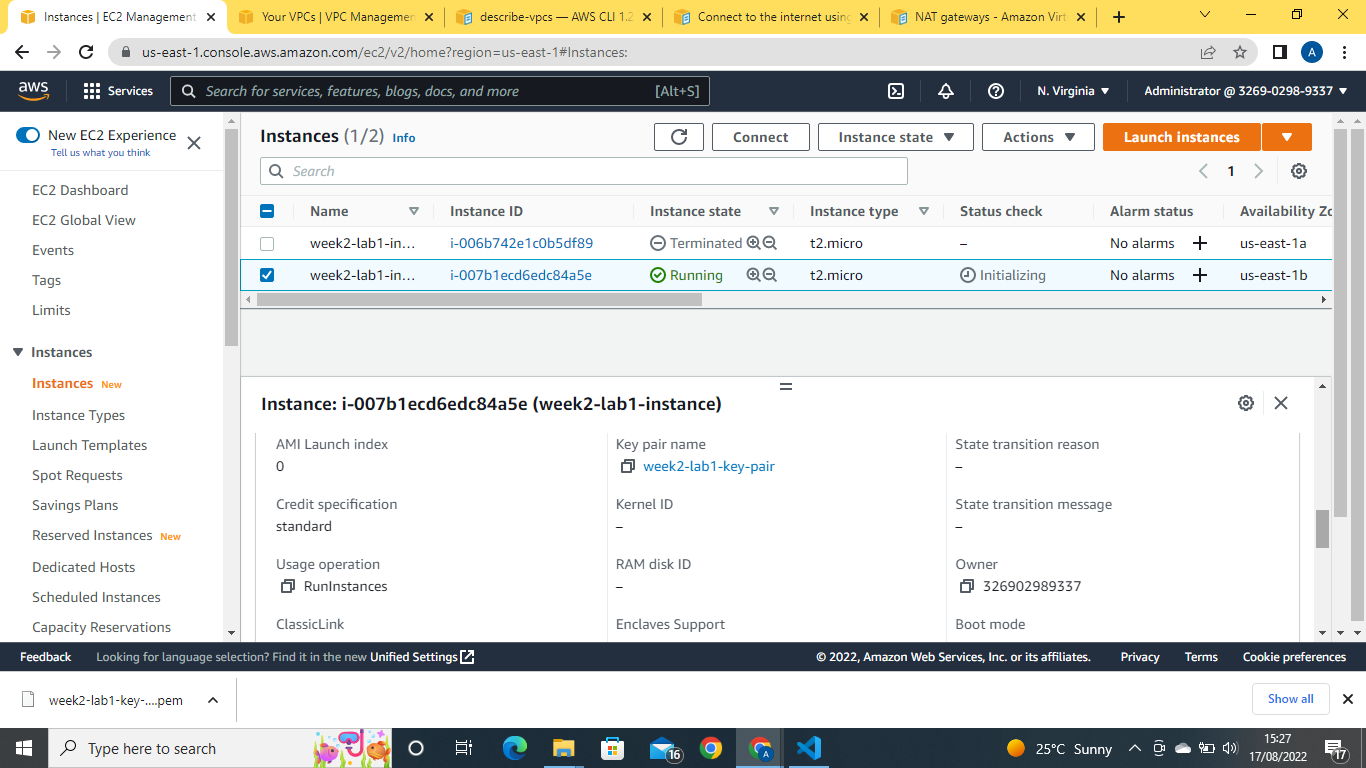 Instances | EC2 Management
Your VPCs | VPC Managemen
describe-vpcs — AWS CLI 1.2
Connect to the internet using
NAT gateways - Amazon Virt
us-east-1.console.aws.amazon.com/ec2/v2/home?region=us-east-1#Instances:
A
aws
Services
Search for services, features, blogs, docs, and more
[Alt+S]
N. Virginia
Administrator @ 3269-0298-9337
New EC2 Experience
Tell us what you think
EC2 Dashboard
EC2 Global View
Events
Tags
Limits
Instances
Instances New
Instance Types
Launch Templates
Spot Requests
Savings Plans
Reserved Instances New
Dedicated Hosts
Scheduled Instances
Capacity Reservations
Instances (1/2) Info
Connect
Instance state
Actions
Launch instances
Search
1
Name Instance ID Instance state Instance type Status check Alarm status Availability Zo
week2-lab1-in... i-006b742e1c0b5df89 Terminated t2.micro – No alarms us-east-1a
week2-lab1-in... i-007b1ecd6edc84a5e Running t2.micro Initializing No alarms us-east-1b
Instance: i-007b1ecd6edc84a5e (week2-lab1-instance)
AMI Launch index
0
Key pair name
week2-lab1-key-pair
State transition reason
–
Credit specification
standard
Kernel ID
–
State transition message
–
Usage operation
RunInstances
RAM disk ID
–
Owner
326902989337
ClassicLink
Enclaves Support
Boot mode
Feedback
Looking for language selection? Find it in the new Unified Settings
© 2022, Amazon Web Services, Inc. or its affiliates.
Privacy
Terms
Cookie preferences
week2-lab1-key-....pem
Show all
Type here to search
16
A
25°C Sunny
15:27
17/08/2022
17